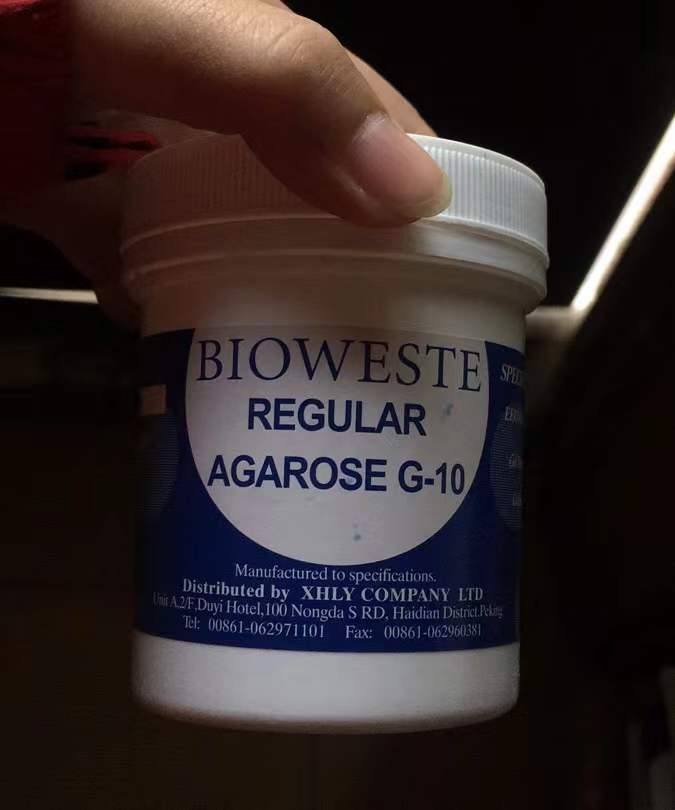 BIOWESTE
REGULAR
AGAROSE G-10
Manufactured to specifications.
Distributed by XHLY COMPANY LTD
Unit A,2/F,Duyi Hotel,100 Nongda S RD, Haidian District.Peking
Tel: 00861-062971101 Fax: 00861-062960381